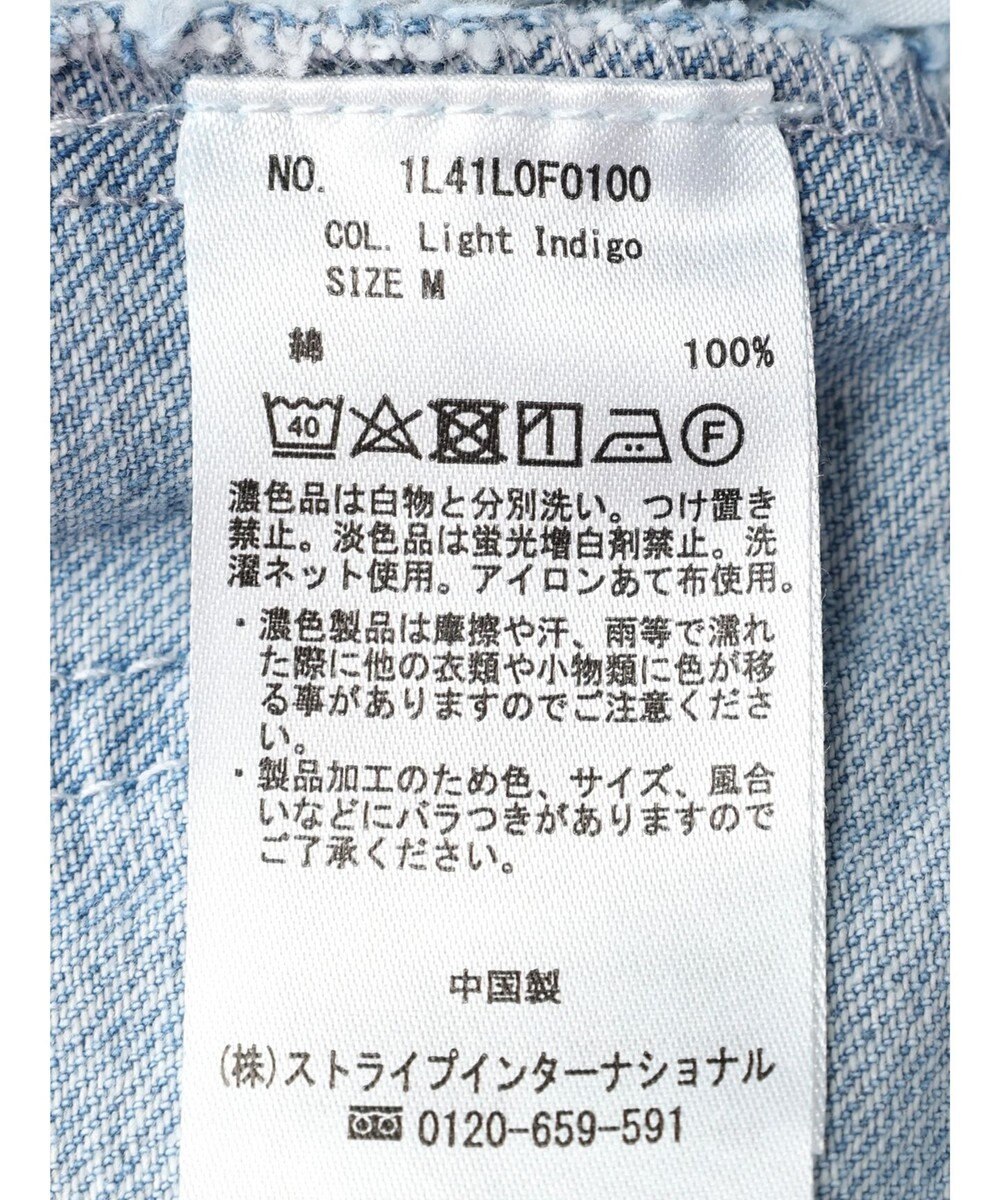 NO. 1L41L0F0100
COL. Light Indigo
SIZE M
綿 100%
40 F
濃色品は白物と分別洗い。つけ置き
禁止。淡色品は蛍光増白剤禁止。洗
濯ネット使用。アイロンあて布使用。
・濃色製品は摩擦や汗、雨等で濡れ
た際に他の衣類や小物類に色が移
る事がありますのでご注意くださ
い。
・製品加工のため色、サイズ、風合
いなどにバラつきがありますので
ご了承ください。
中国製
(株)ストライプインターナショナル
0120-659-591